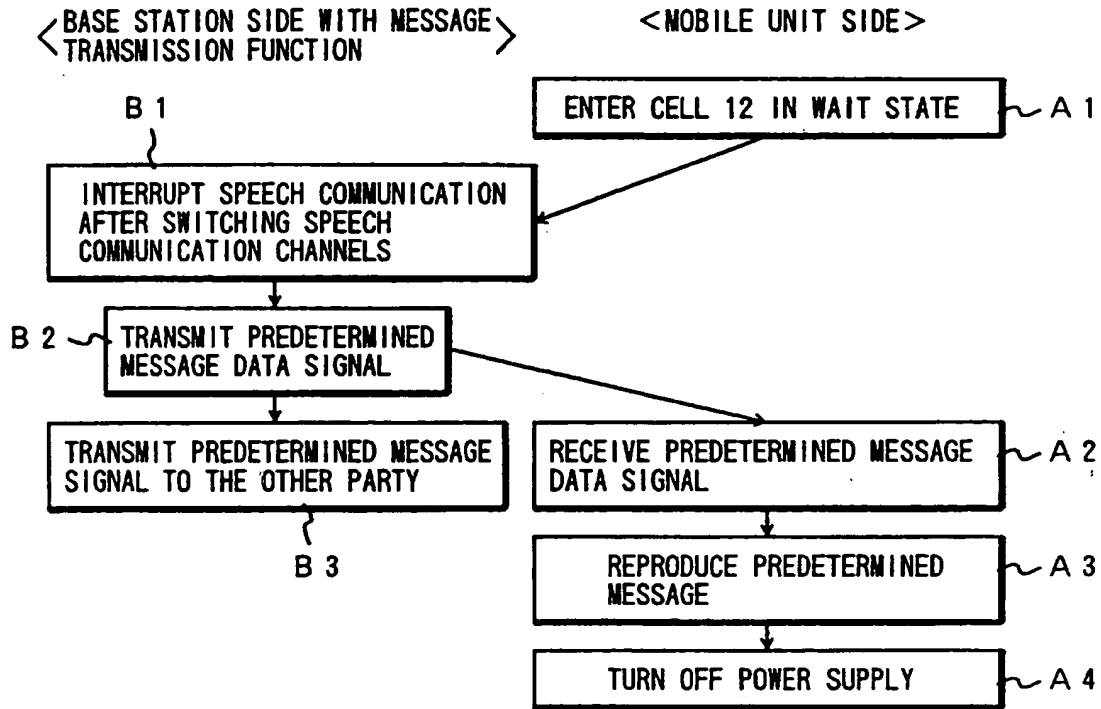 <BASE STATION SIDE WITH MESSAGE
TRANSMISSION FUNCTION>
<MOBILE UNIT SIDE>
B 1
ENTER CELL 12 IN WAIT STATE
A 1
INTERRUPT SPEECH COMMUNICATION
AFTER SWITCHING SPEECH
COMMUNICATION CHANNELS
B 2
TRANSMIT PREDETERMINED
MESSAGE DATA SIGNAL
TRANSMIT PREDETERMINED MESSAGE
SIGNAL TO THE OTHER PARTY
B 3
RECEIVE PREDETERMINED MESSAGE
DATA SIGNAL
A 2
REPRODUCE PREDETERMINED
MESSAGE
A 3
TURN OFF POWER SUPPLY
A 4